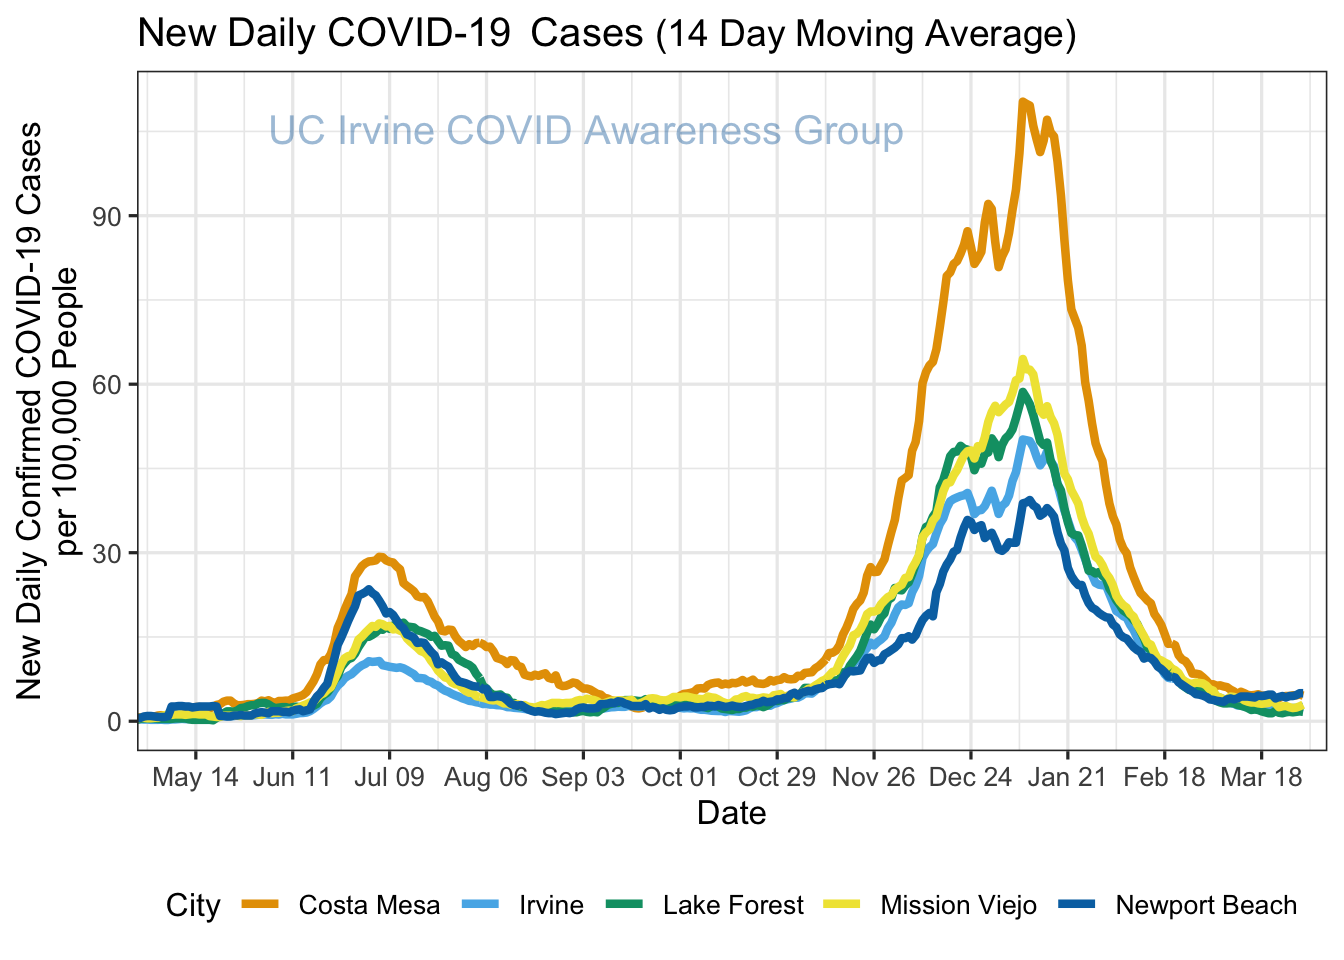 New Daily COVID-19  Cases (14 Day Moving Average)
UC Irvine COVID Awareness Group
New Daily Confirmed COVID-19 Cases
per 100,000 People
90
60
30
0
May 14 Jun 11 Jul 09 Aug 06 Sep 03 Oct 01 Oct 29 Nov 26 Dec 24 Jan 21 Feb 18 Mar 18
Date
City Costa Mesa Irvine Lake Forest Mission Viejo Newport Beach